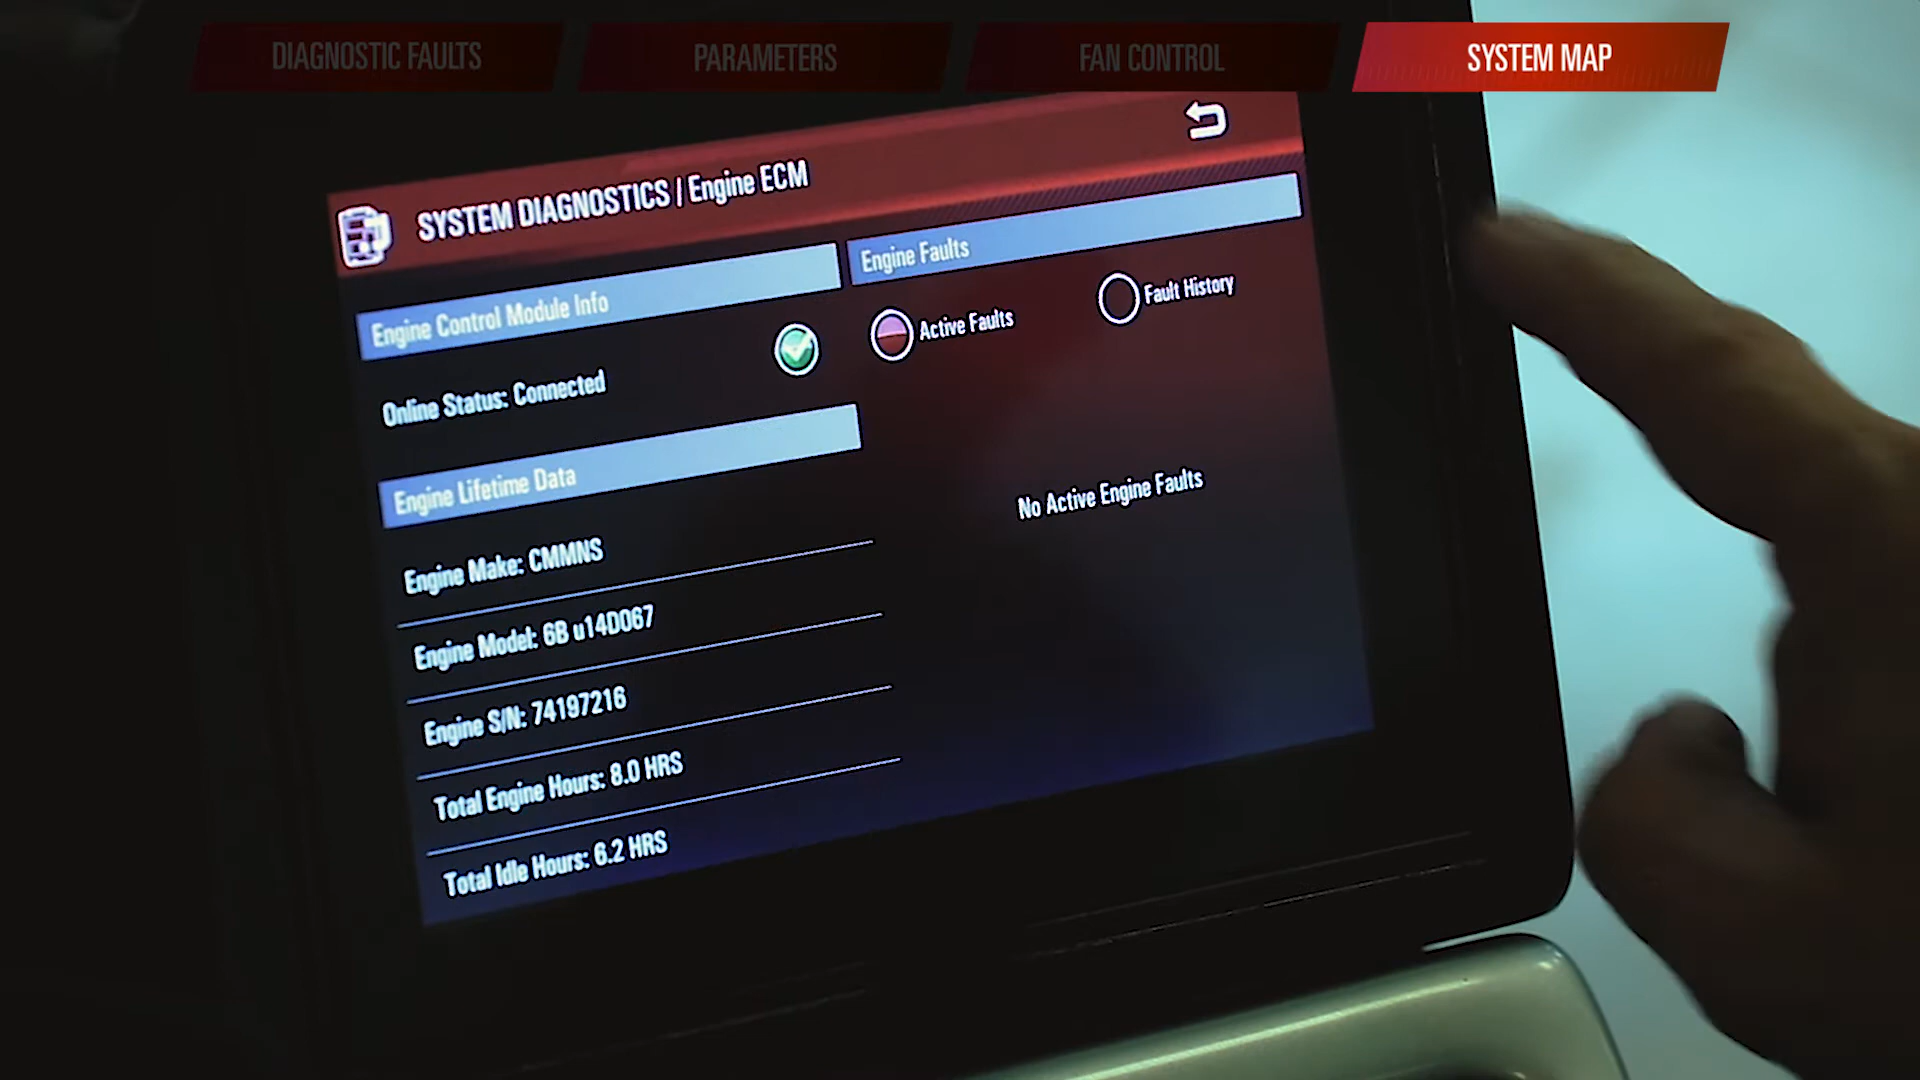 DIAGNOSTIC FAULTS
PARAMETERS
FAN CONTROL
SYSTEM MAP
SYSTEM DIAGNOSTICS / Engine ECM
Engine Control Module Info
Online Status: Connected
Engine Lifetime Data
Engine Make: CMMNS
Engine Model: 6B u14D067
Engine S/N: 74197216
Total Engine Hours: 8.0 HRS
Total Idle Hours: 6.2 HRS
Engine Faults
Active Faults
Fault History
No Active Engine Faults